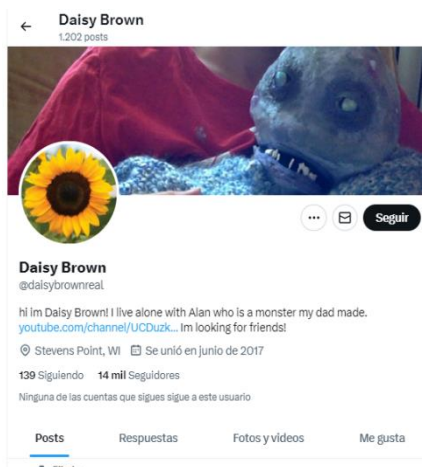 Daisy Brown
1.202 posts
Seguir
Daisy Brown
@daisybrownreal
hi im Daisy Brown! I live alone with Alan who is a monster my dad made.
youtube.com/channel/UCDuzk... Im looking for friends!
Stevens Point, WI Se unió en junio de 2017
139 Siguiendo 14 mil Seguidores
Ninguna de las cuentas que sigues sigue a este usuario
Posts Respuestas Fotos y videos Me gusta